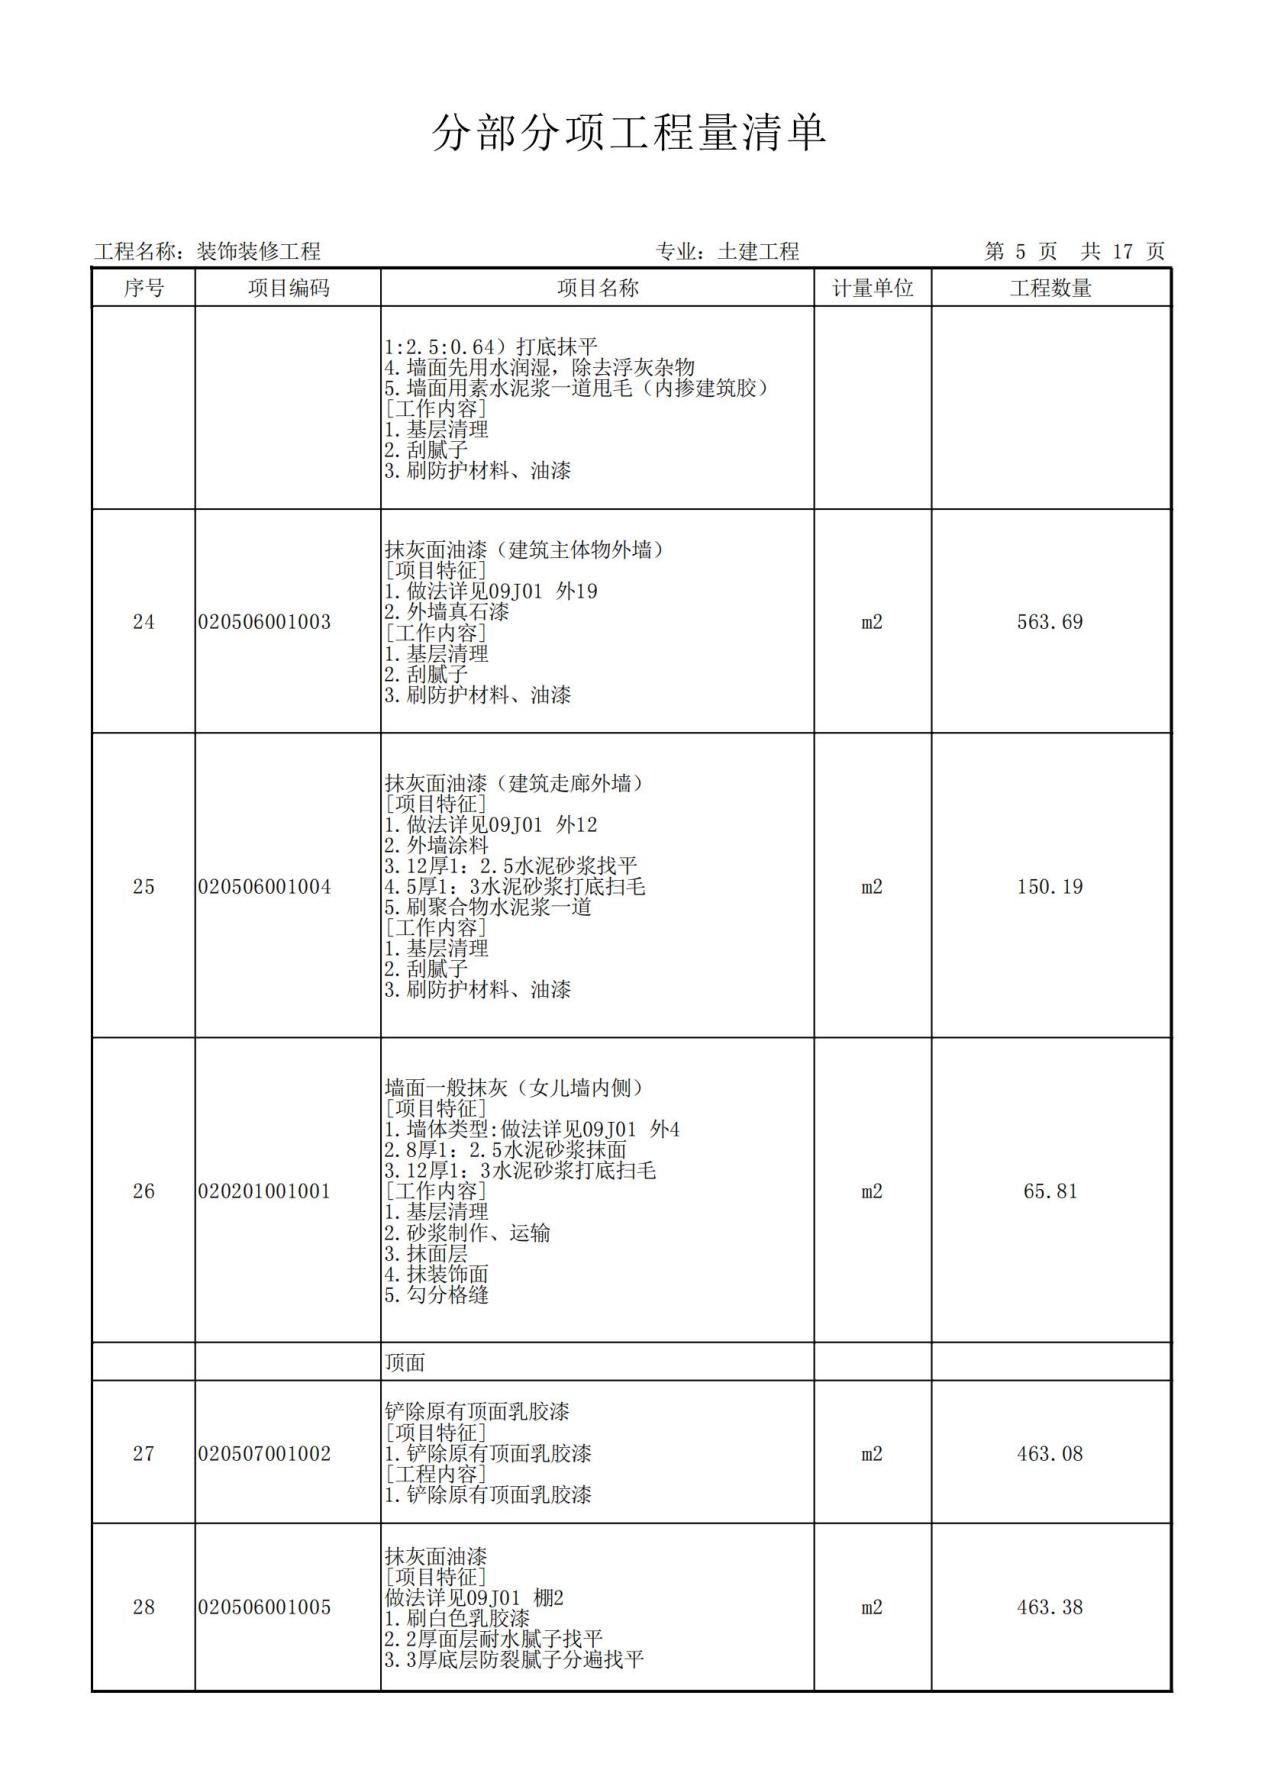 分部分项工程量清单
工程名称：装饰装修工程 专业：土建工程 第 5 页 共 17 页
序号 项目编码 项目名称 计量单位 工程数量
1:2.5:0.64）打底抹平
4.墙面先用水润湿，除去浮灰杂物
5.墙面用素水泥浆一道甩毛（内掺建筑胶）
[工作内容]
1.基层清理
2.刮腻子
3.刷防护材料、油漆
抹灰面油漆（建筑主体物外墙）
[项目特征]
1.做法详见09J01 外19
2.外墙真石漆
[工作内容]
24 020506001003 m2 563.69
1.基层清理
2.刮腻子
3.刷防护材料、油漆
抹灰面油漆（建筑走廊外墙）
[项目特征]
1.做法详见09J01 外12
2.外墙涂料
3.12厚1：2.5水泥砂浆找平
4.5厚1：3水泥砂浆打底扫毛
25 020506001004 m2 150.19
5.刷聚合物水泥浆一道
[工作内容]
1.基层清理
2.刮腻子
3.刷防护材料、油漆
墙面一般抹灰（女儿墙内侧）
[项目特征]
1.墙体类型:做法详见09J01 外4
2.8厚1：2.5水泥砂浆抹面
3.12厚1：3水泥砂浆打底扫毛
[工作内容]
26 020201001001 m2 65.81
1.基层清理
2.砂浆制作、运输
3.抹面层
4.抹装饰面
5.勾分格缝
顶面
铲除原有顶面乳胶漆
[项目特征]
27 020507001002 1.铲除原有顶面乳胶漆 m2 463.08
[工程内容]
1.铲除原有顶面乳胶漆
抹灰面油漆
[项目特征]
做法详见09J01 棚2
28 020506001005 m2 463.38
1.刷白色乳胶漆
2.2厚面层耐水腻子找平
3.3厚底层防裂腻子分遍找平